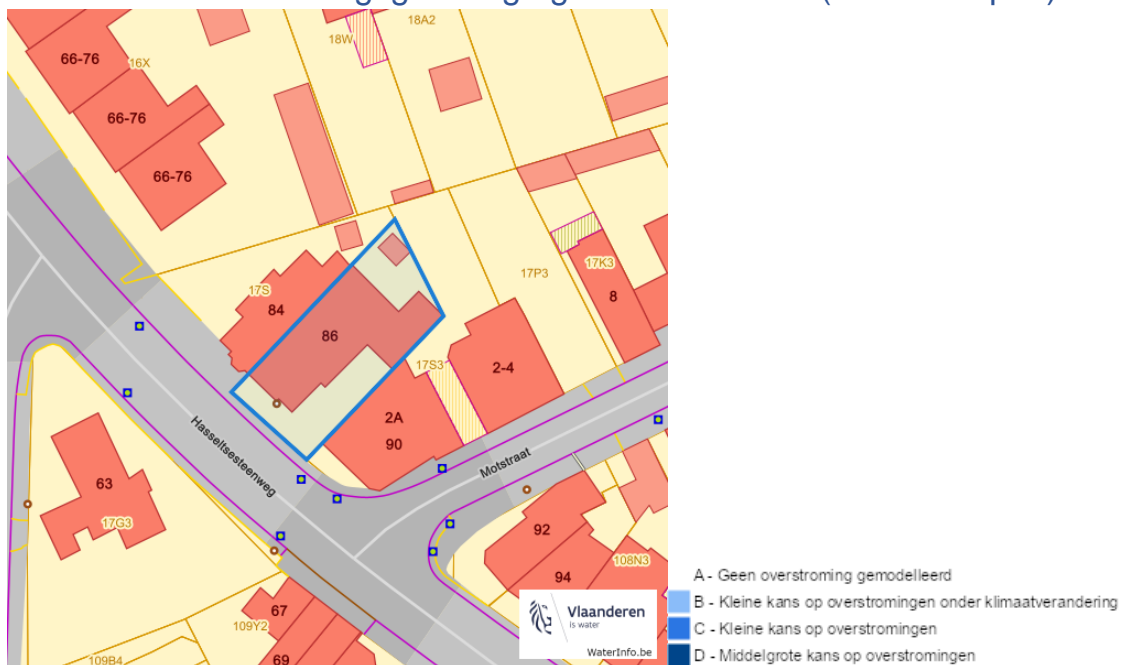 18A2
18W
66-76
16X
66-76
66-76
17P3
17K3
17S
84
8
86
17S3
2-4
2A
90
Hasseltsesteenweg
Motstraat
63
17G3
92
108N3
94
67
109Y2
69
109B4
Vlaanderen
is water
WaterInfo.be
A - Geen overstroming gemodelleerd
B - Kleine kans op overstromingen onder klimaatverandering
C - Kleine kans op overstromingen
D - Middelgrote kans op overstromingen